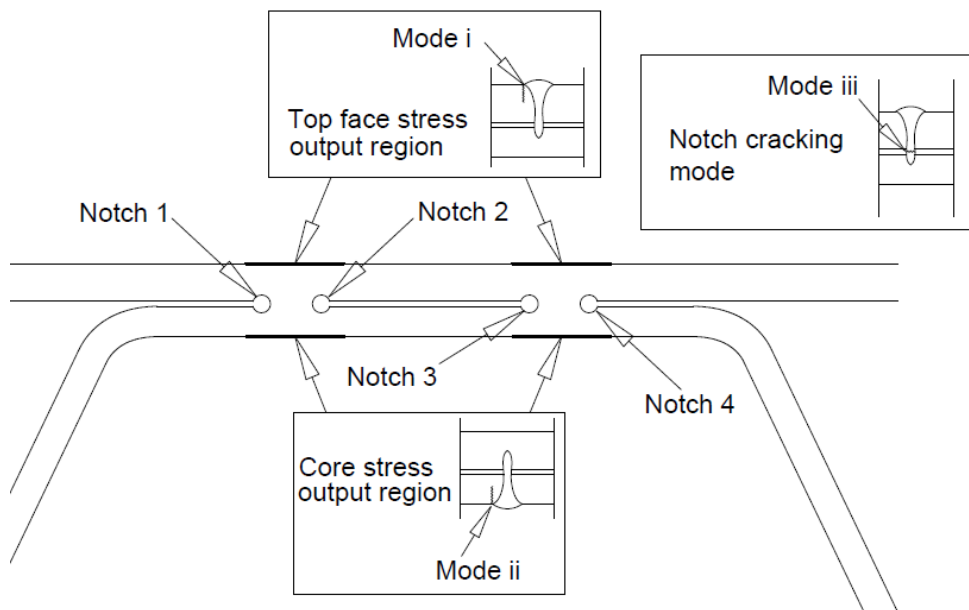 Mode i
Top face stress
output region
Mode iii
Notch cracking
mode
Notch 1
Notch 2
Notch 3
Notch 4
Core stress
output region
Mode ii